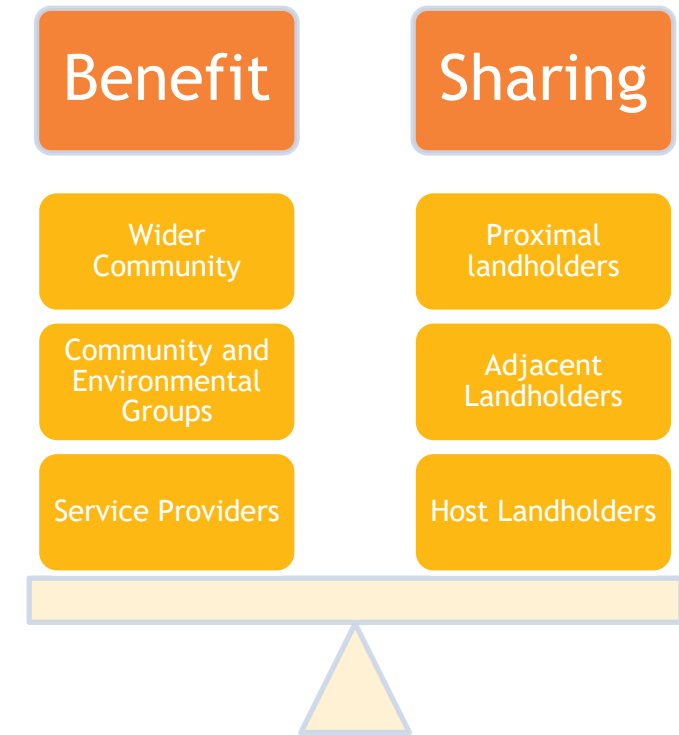 Benefit
Sharing
Wider
Community
Proximal
landholders
Community and
Environmental
Groups
Adjacent
Landholders
Service Providers
Host Landholders